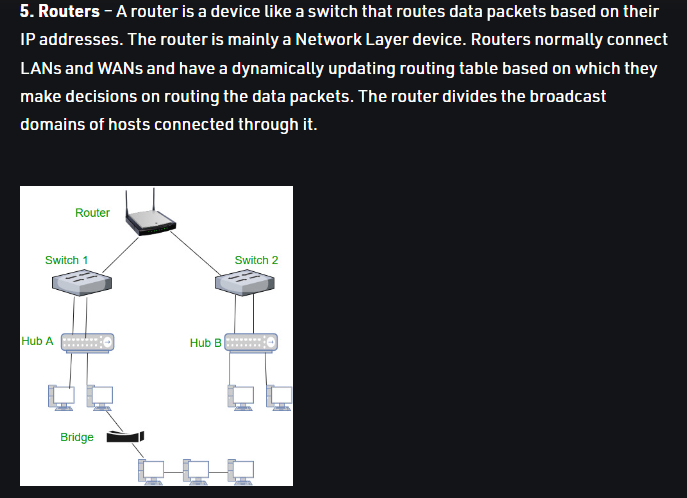 5. Routers – A router is a device like a switch that routes data packets based on their
IP addresses. The router is mainly a Network Layer device. Routers normally connect
LANs and WANs and have a dynamically updating routing table based on which they
make decisions on routing the data packets. The router divides the broadcast
domains of hosts connected through it.
Router
Switch 1
Switch 2
Hub A
Hub B
Bridge